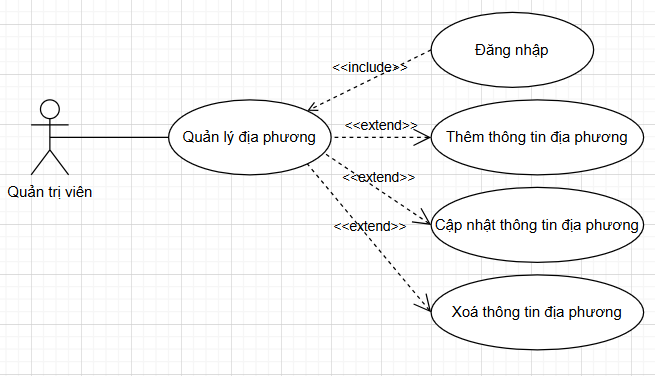 Đăng nhập
<<include>>
Quản lý địa phương
<<extend>>
Thêm thông tin địa phương
Quản trị viên
<<extend>>
Cập nhật thông tin địa phương
<<extend>>
Xoá thông tin địa phương